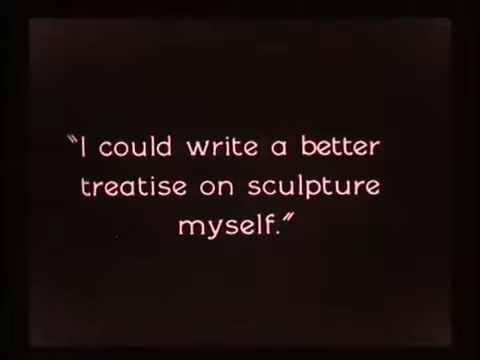 "I could write a better
treatise on sculpture
myself."